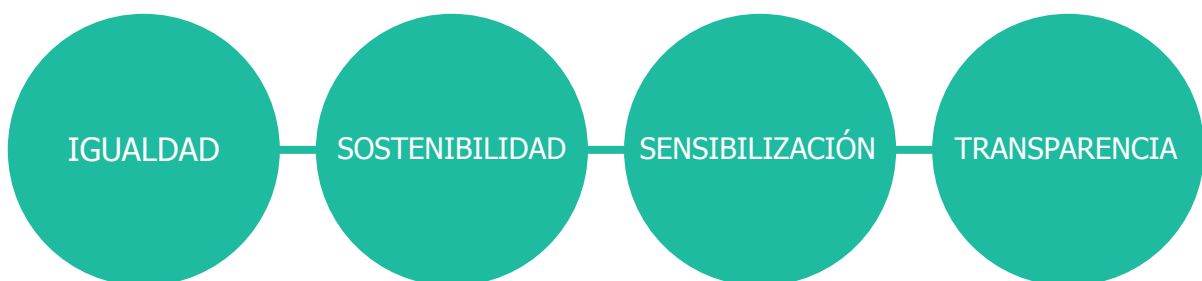 IGUALDAD
SOSTENIBILIDAD
SENSIBILIZACIÓN
TRANSPARENCIA